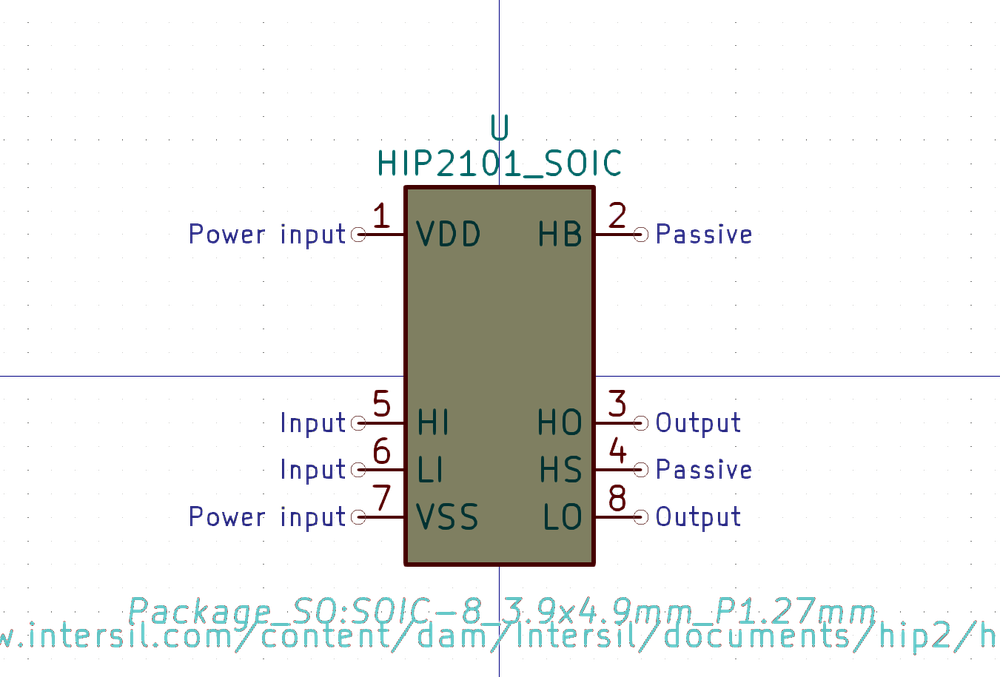 U
HIP2101_SOIC
Power input 1 VDD HB 2 Passive
Input 5 HI HO 3 Output
Input 6 LI HS 4 Passive
Power input 7 VSS LO 8 Output
Package_SO:SOIC-8_3.9x4.9mm_P1.27mm
w.intersil.com/content/dam/Intersil/documents/hip2/h